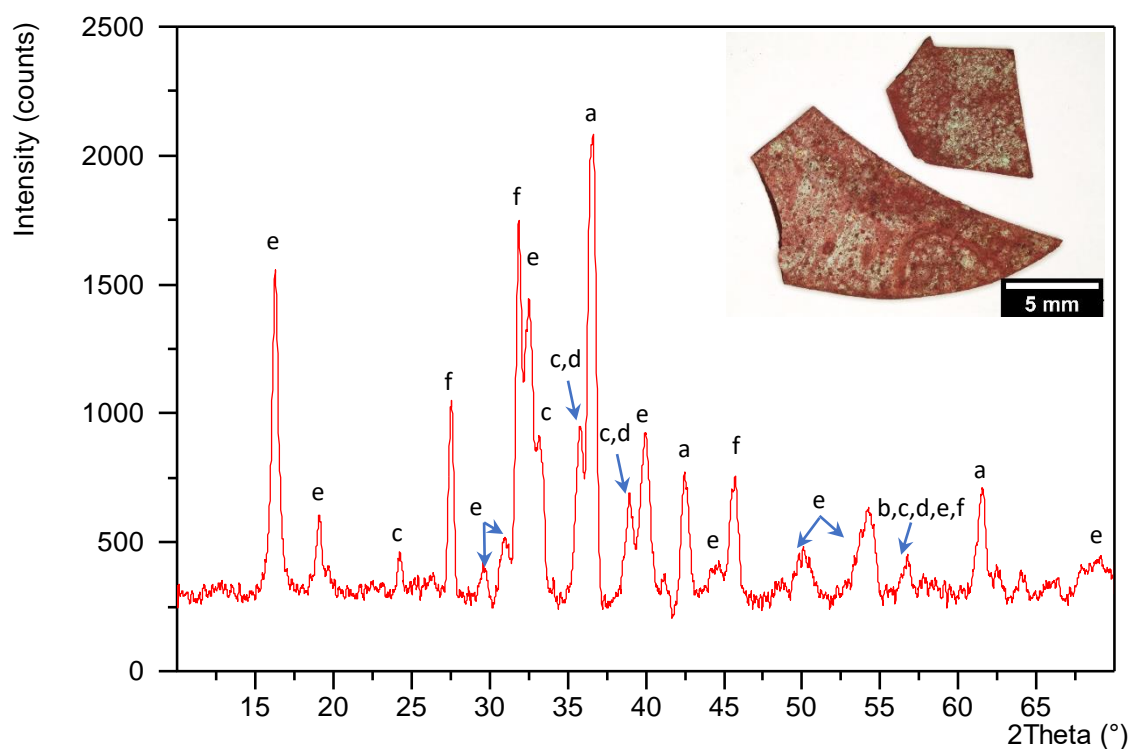 Intensity (counts)
2500
2000
1500
1000
500
0
15
20
25
30
35
40
45
50
55
60
65
2Theta (°)
e
e
c
f
e
f
e
c
c,d
a
c,d
e
a
e
f
e
b,c,d,e,f
a
e
5 mm